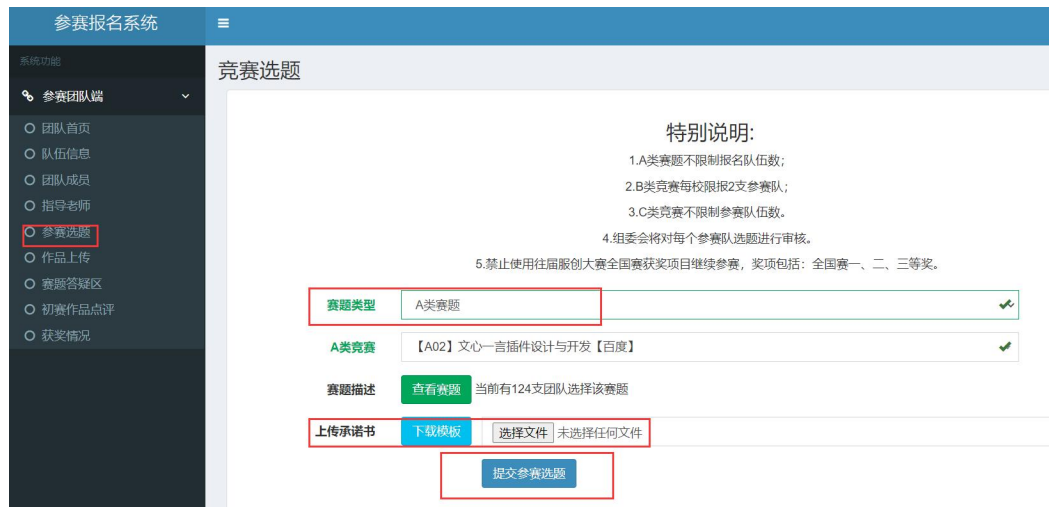 参赛报名系统
系统功能
参赛团队端
团队首页
队伍信息
团队成员
指导老师
参赛选题
作品上传
赛题答疑区
初赛作品点评
获奖情况
竞赛选题
特别说明:
1.A类赛题不限制报名队伍数;
2.B类竞赛每校限报2支参赛队;
3.C类竞赛不限制参赛队伍数。
4.组委会将对每个参赛队选题进行审核。
5.禁止使用往届服创大赛全国赛获奖项目继续参赛，奖项包括：全国赛一、二、三等奖。
赛题类型 A类赛题
A类竞赛 【A02】文心一言插件设计与开发【百度】
赛题描述 查看赛题 当前有124支团队选择该赛题
上传承诺书 下载模板 选择文件 未选择任何文件
提交参赛选题